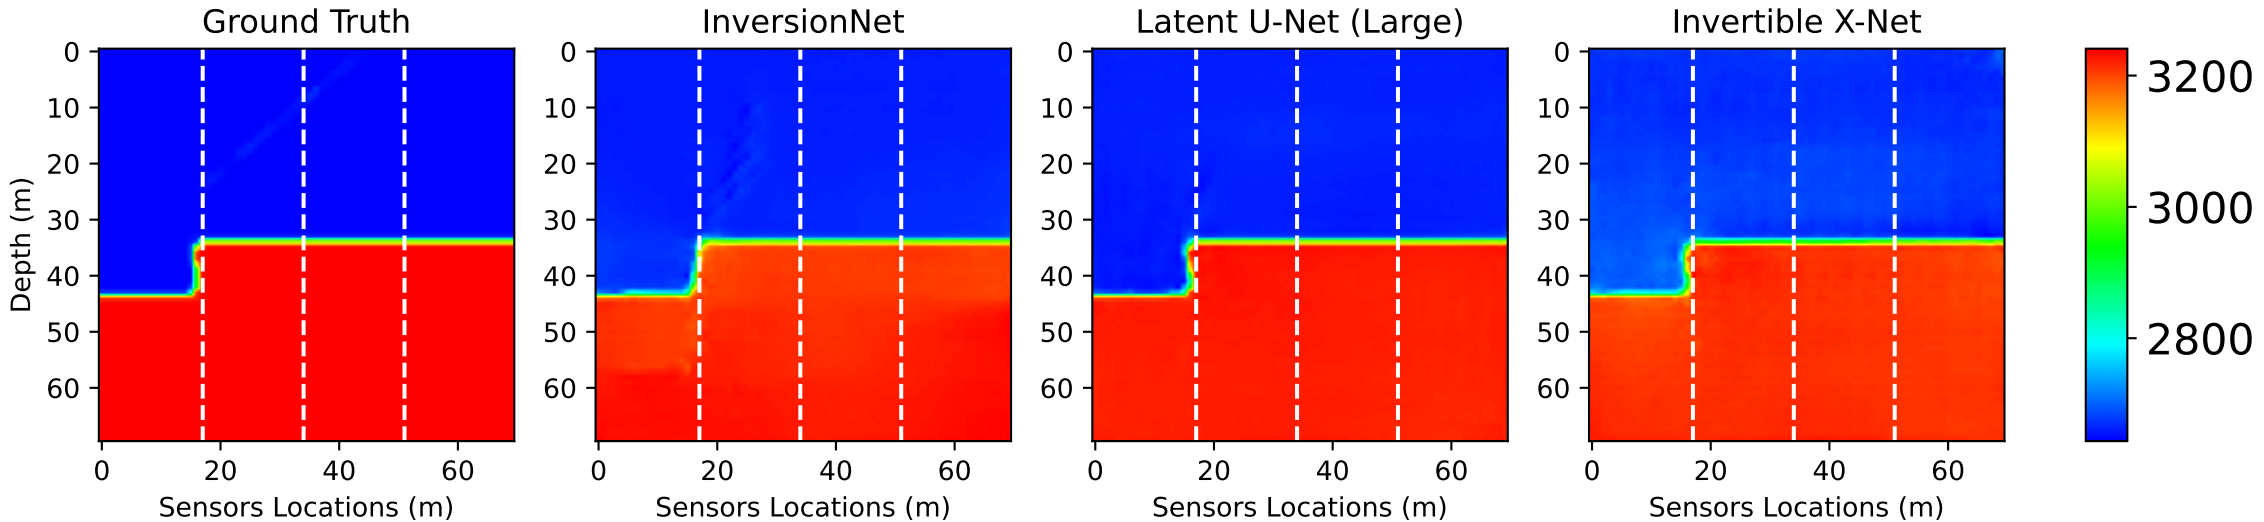 Ground Truth
InversionNet
Latent U-Net (Large)
Invertible X-Net
Depth (m)
0
10
20
30
40
50
60
0
10
20
30
40
50
60
0
10
20
30
40
50
60
0
10
20
30
40
50
60
3200
3000
2800
0 20 40 60
0 20 40 60
0 20 40 60
0 20 40 60
Sensors Locations (m)
Sensors Locations (m)
Sensors Locations (m)
Sensors Locations (m)